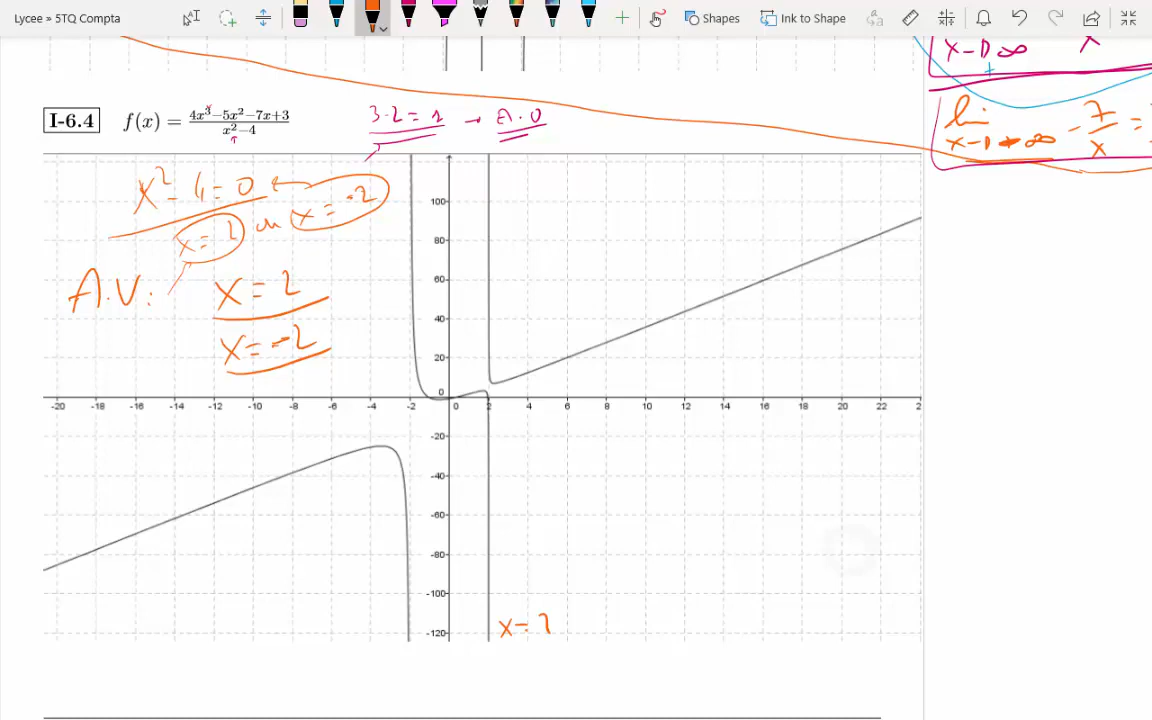 Lycee » 5TQ Compta
Shapes
Ink to Shape
x→∞ x
lim - 7/x =
x→-∞
I-6.4 f(x) = (4x³−5x²−7x+3)/(x²−4)
3-2=1 → A.O
x²-4=0
x=2 ou x=-2
A.V: x=2
x=-2
100
80
60
40
20
0
-20 -18 -16 -14 -12 -10 -8 -6 -4 -2 0 2 4 6 8 10 12 14 16 18 20 22 2
-20
-40
-60
-80
-100
-120
x=2